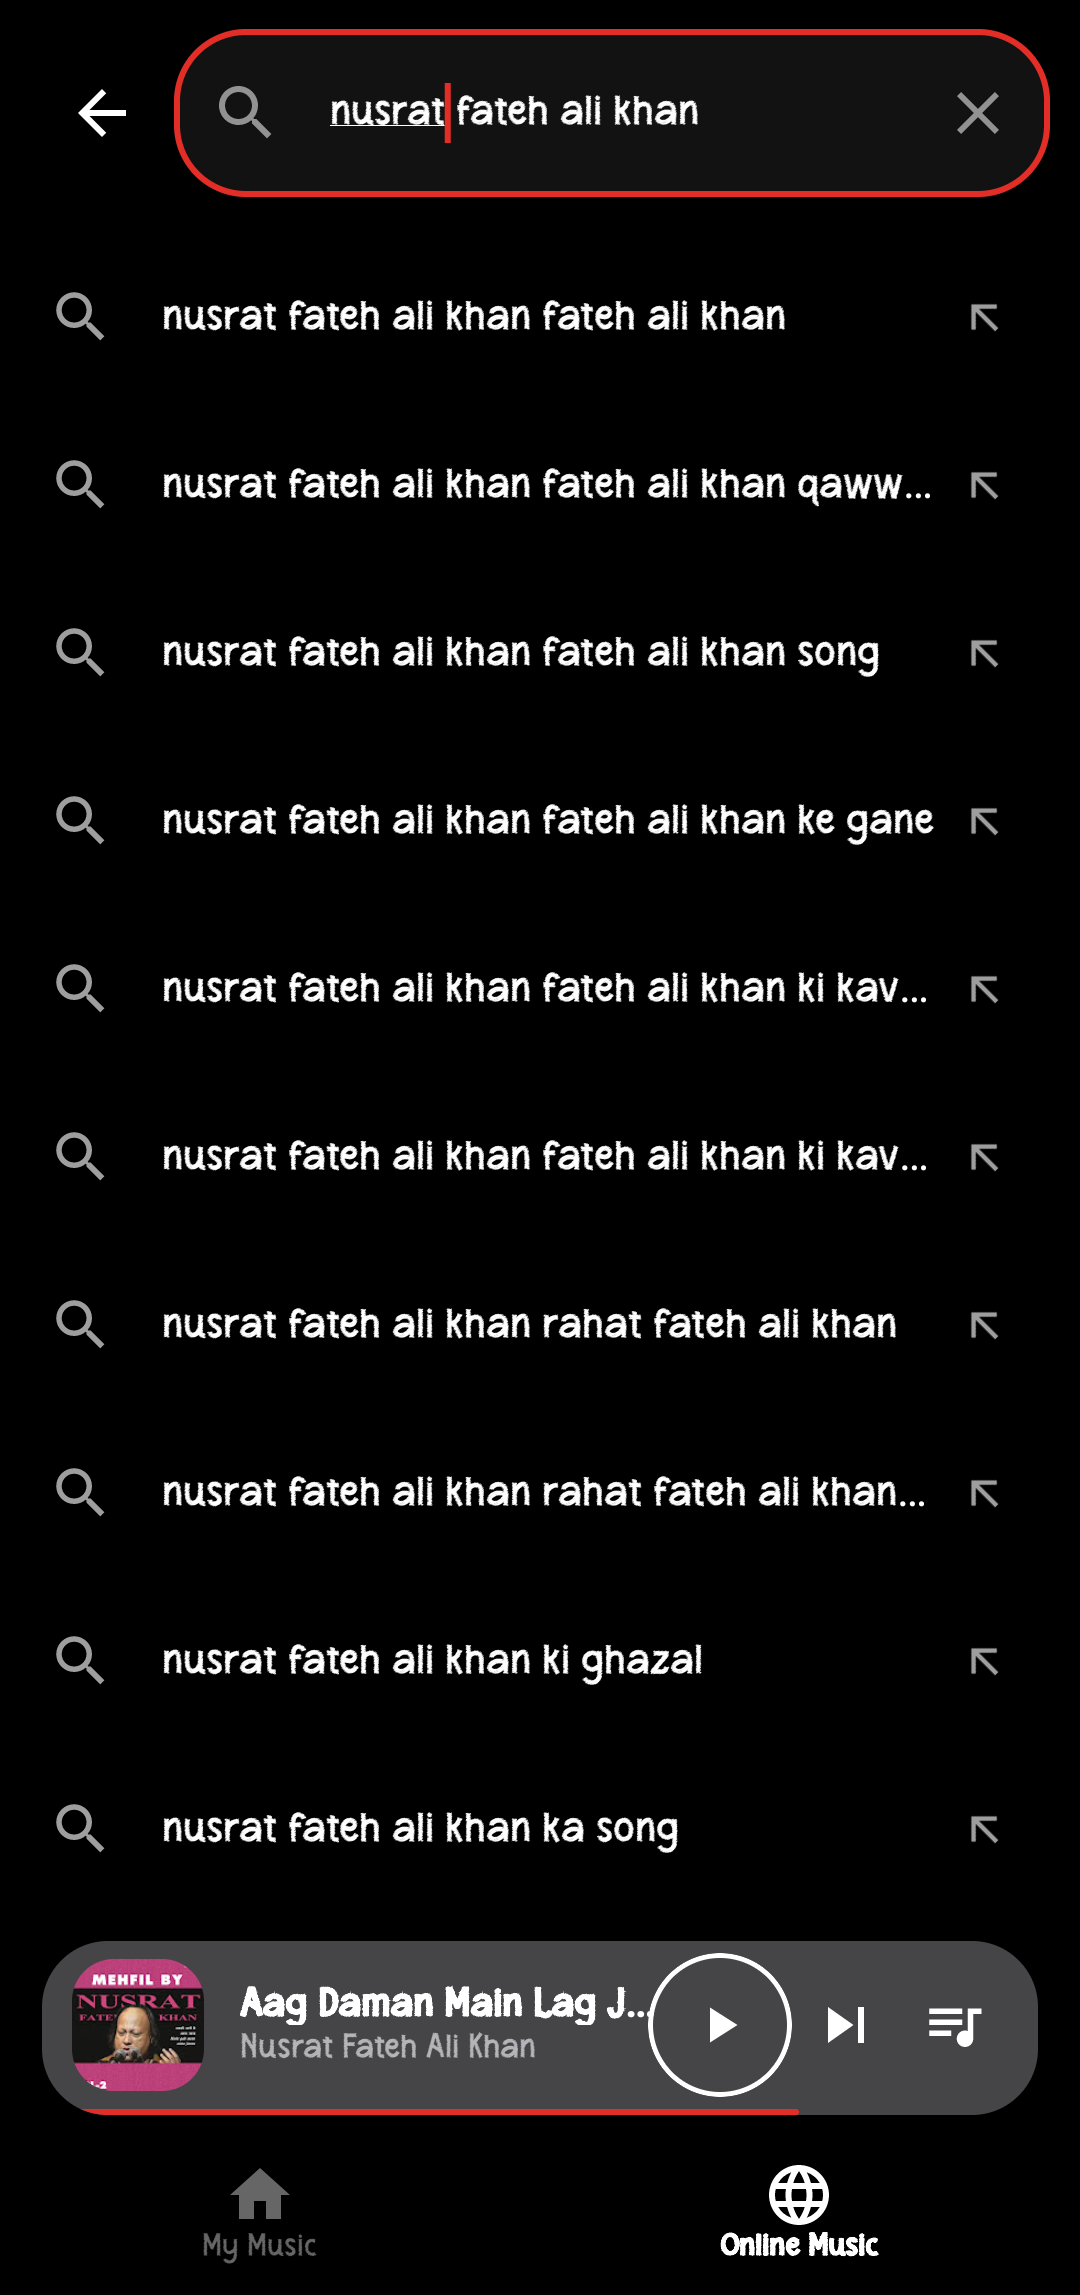 nusrat fateh ali khan
nusrat fateh ali khan fateh ali khan
nusrat fateh ali khan fateh ali khan qaww...
nusrat fateh ali khan fateh ali khan song
nusrat fateh ali khan fateh ali khan ke gane
nusrat fateh ali khan fateh ali khan ki kav...
nusrat fateh ali khan fateh ali khan ki kav...
nusrat fateh ali khan rahat fateh ali khan
nusrat fateh ali khan rahat fateh ali khan...
nusrat fateh ali khan ki ghazal
nusrat fateh ali khan ka song
MEHFIL BY
NUSRAT
FATEH KHAN
Aag Daman Main Lag J...
Nusrat Fateh Ali Khan
My Music
Online Music